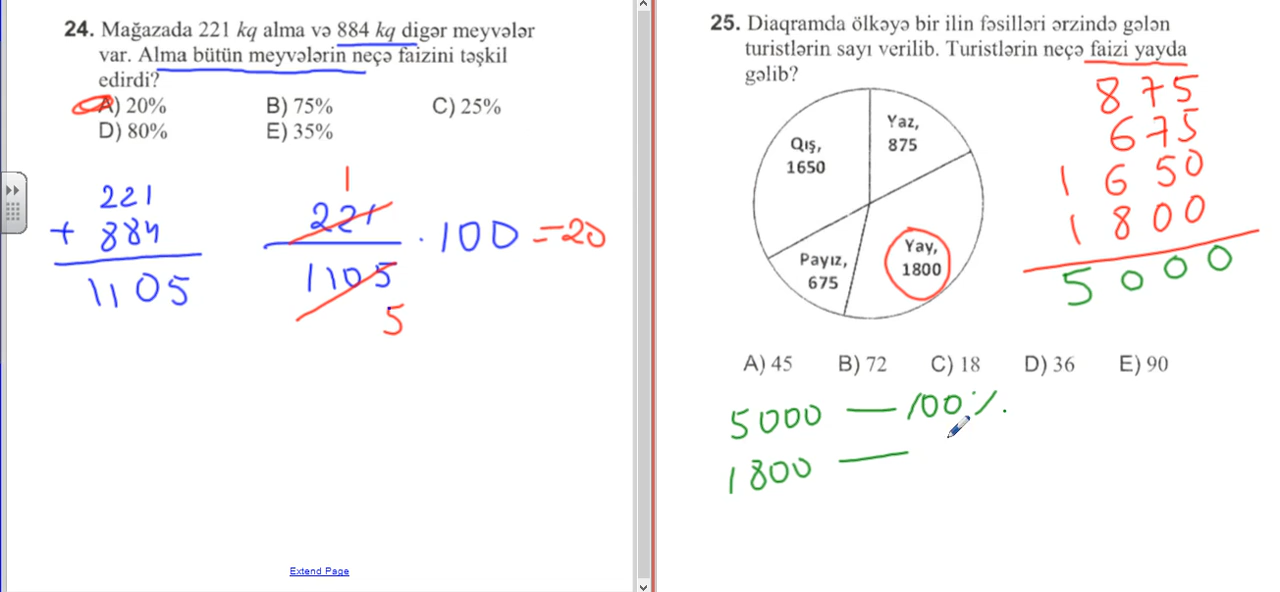 24. Mağazada 221 kq alma və 884 kq digər meyvələr
var. Alma bütün meyvələrin neçə faizini təşkil
edirdi?
A) 20% B) 75% C) 25%
D) 80% E) 35%
221
+ 884
1105
1
221
1105
5
. 100 = 20
Extend Page
25. Diaqramda ölkəyə bir ilin fəsilləri ərzində gələn
turistlərin sayı verilib. Turistlərin neçə faizi yayda
gəlib?
Qış,
1650
Yaz,
875
Payız,
675
Yay,
1800
875
675
1650
1800
5000
A) 45 B) 72 C) 18 D) 36 E) 90
5000 — 100%.
1800 —